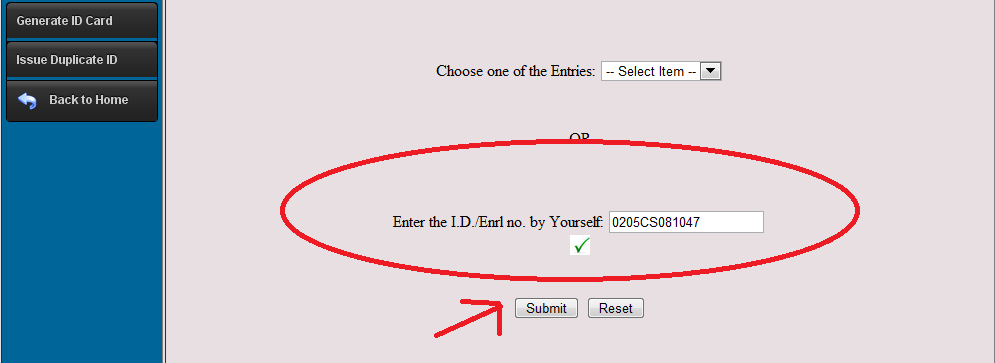 Generate ID Card
Issue Duplicate ID
Back to Home
Choose one of the Entries: -- Select Item --
OR
Enter the I.D./Enrl no. by Yourself: 0205CS081047
Submit Reset